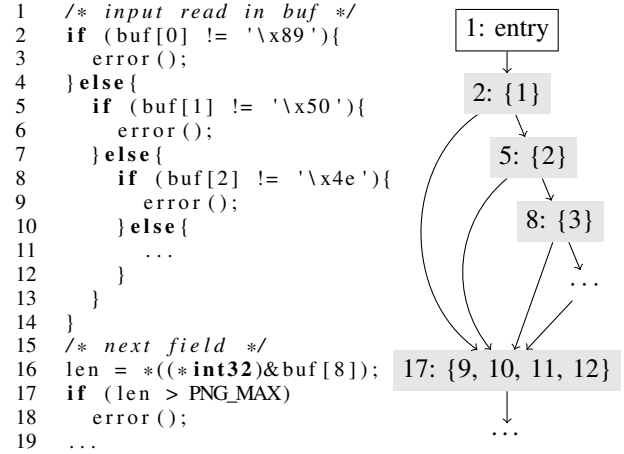 1 /* input read in buf */
2 if (buf[0] != '\x89'){
3 error();
4 }else{
5 if (buf[1] != '\x50'){
6 error();
7 }else{
8 if (buf[2] != '\x4e'){
9 error();
10 }else{
11 ...
12 }
13 }
14 }
15 /* next field */
16 len = *((*int32)&buf[8]);
17 if (len > PNG_MAX)
18 error();
19 ...
1: entry
2: {1}
5: {2}
8: {3}
...
17: {9, 10, 11, 12}
...